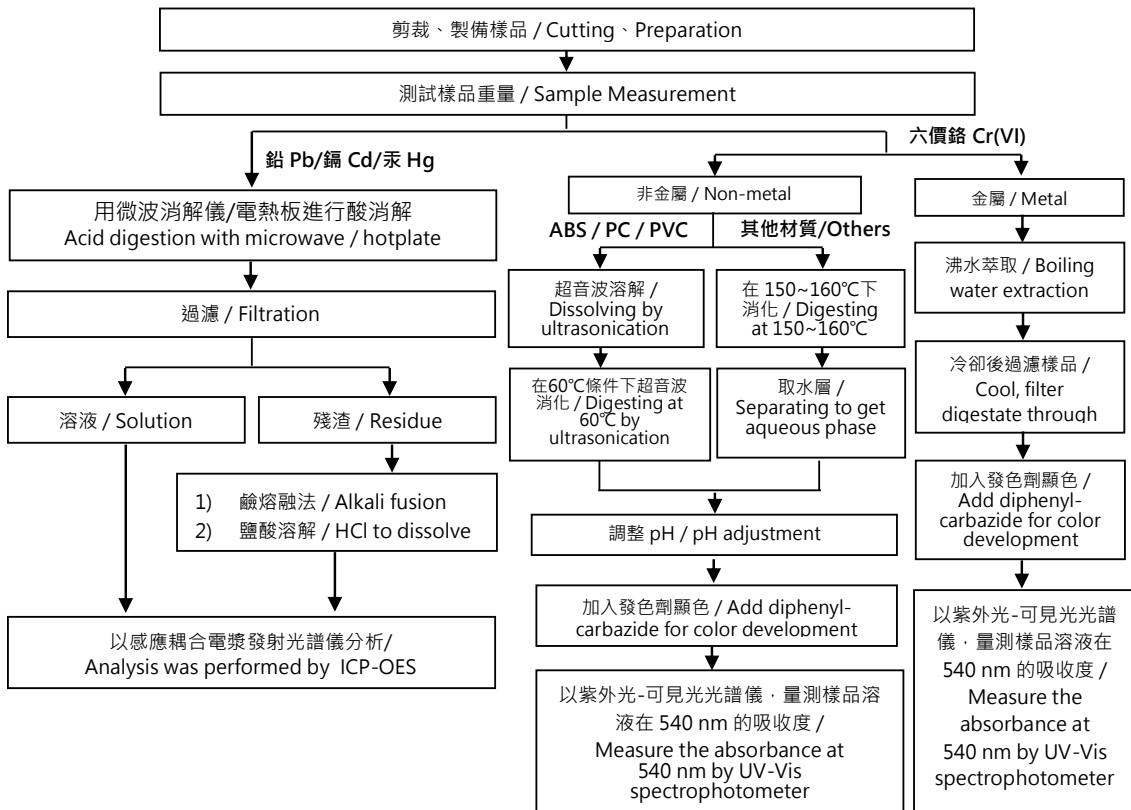 剪裁、製備樣品 / Cutting、Preparation
測試樣品重量 / Sample Measurement
鉛 Pb/鎘 Cd/汞 Hg
六價鉻 Cr(VI)
用微波消解儀/電熱板進行酸消解
Acid digestion with microwave / hotplate
過濾 / Filtration
溶液 / Solution
殘渣 / Residue
1) 鹼熔融法 / Alkali fusion
2) 鹽酸溶解 / HCl to dissolve
以感應耦合電漿發射光譜儀分析/
Analysis was performed by ICP-OES
非金屬 / Non-metal
ABS / PC / PVC
其他材質/Others
超音波溶解 /
Dissolving by
ultrasonication
在60℃條件下超音波
消化 / Digesting at
60℃ by
ultrasonication
在 150~160℃下
消化 / Digesting
at 150~160℃
取水層 /
Separating to get
aqueous phase
調整 pH / pH adjustment
加入發色劑顯色 / Add diphenyl-
carbazide for color development
以紫外光-可見光光譜儀，量測樣品溶
液在 540 nm 的吸收度 /
Measure the absorbance at
540 nm by UV-Vis
spectrophotometer
金屬 / Metal
沸水萃取 / Boiling
water extraction
冷卻後過濾樣品 /
Cool, filter
digestate through
加入發色劑顯色 /
Add diphenyl-
carbazide for color
development
以紫外光-可見光光譜
儀，量測樣品溶液在
540 nm 的吸收度 /
Measure the
absorbance at
540 nm by UV-Vis
spectrophotometer